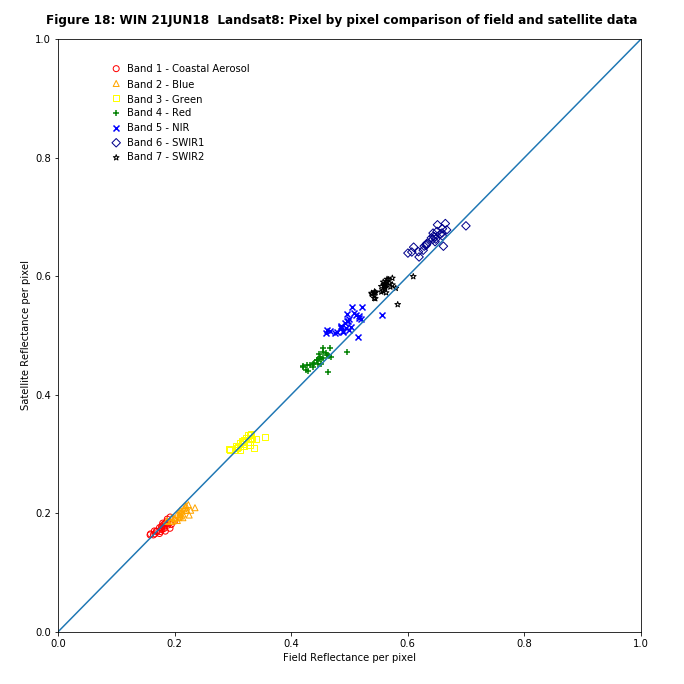 Figure 18: WIN 21JUN18  Landsat8: Pixel by pixel comparison of field and satellite data
1.0
Band 1 - Coastal Aerosol
Band 2 - Blue
Band 3 - Green
Band 4 - Red
Band 5 - NIR
Band 6 - SWIR1
Band 7 - SWIR2
0.8
0.6
0.4
0.2
0.0
Satellite Reflectance per pixel
0.0 0.2 0.4 0.6 0.8 1.0
Field Reflectance per pixel